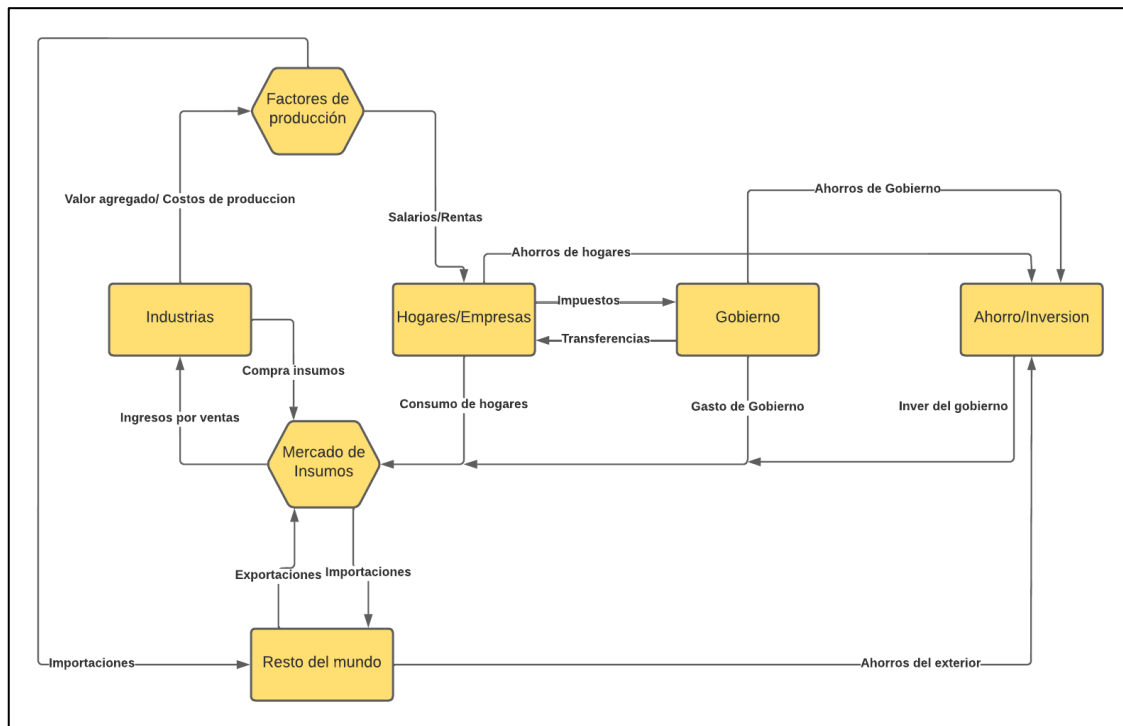 Factores de
producción
Valor agregado/ Costos de produccion
Ahorros de Gobierno
Salarios/Rentas
Ahorros de hogares
Industrias
Hogares/Empresas
Impuestos
Transferencias
Gobierno
Ahorro/Inversion
Compra insumos
Ingresos por ventas
Consumo de hogares
Gasto de Gobierno
Inver del gobierno
Mercado de
Insumos
Exportaciones
Importaciones
Importaciones
Resto del mundo
Ahorros del exterior